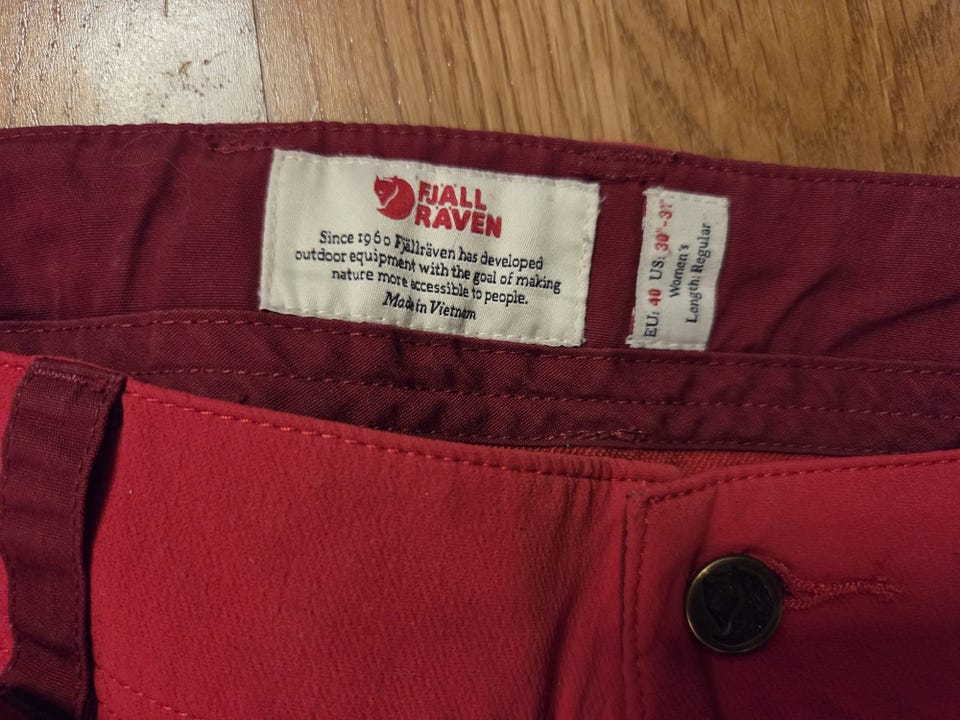 FJÄLL
RÄVEN
Since 1960 Fjällräven has developed
outdoor equipment with the goal of making
nature more accessible to people.
Made in Vietnam
EU: 40 US: 30"-31"
Women's
Length: Regular